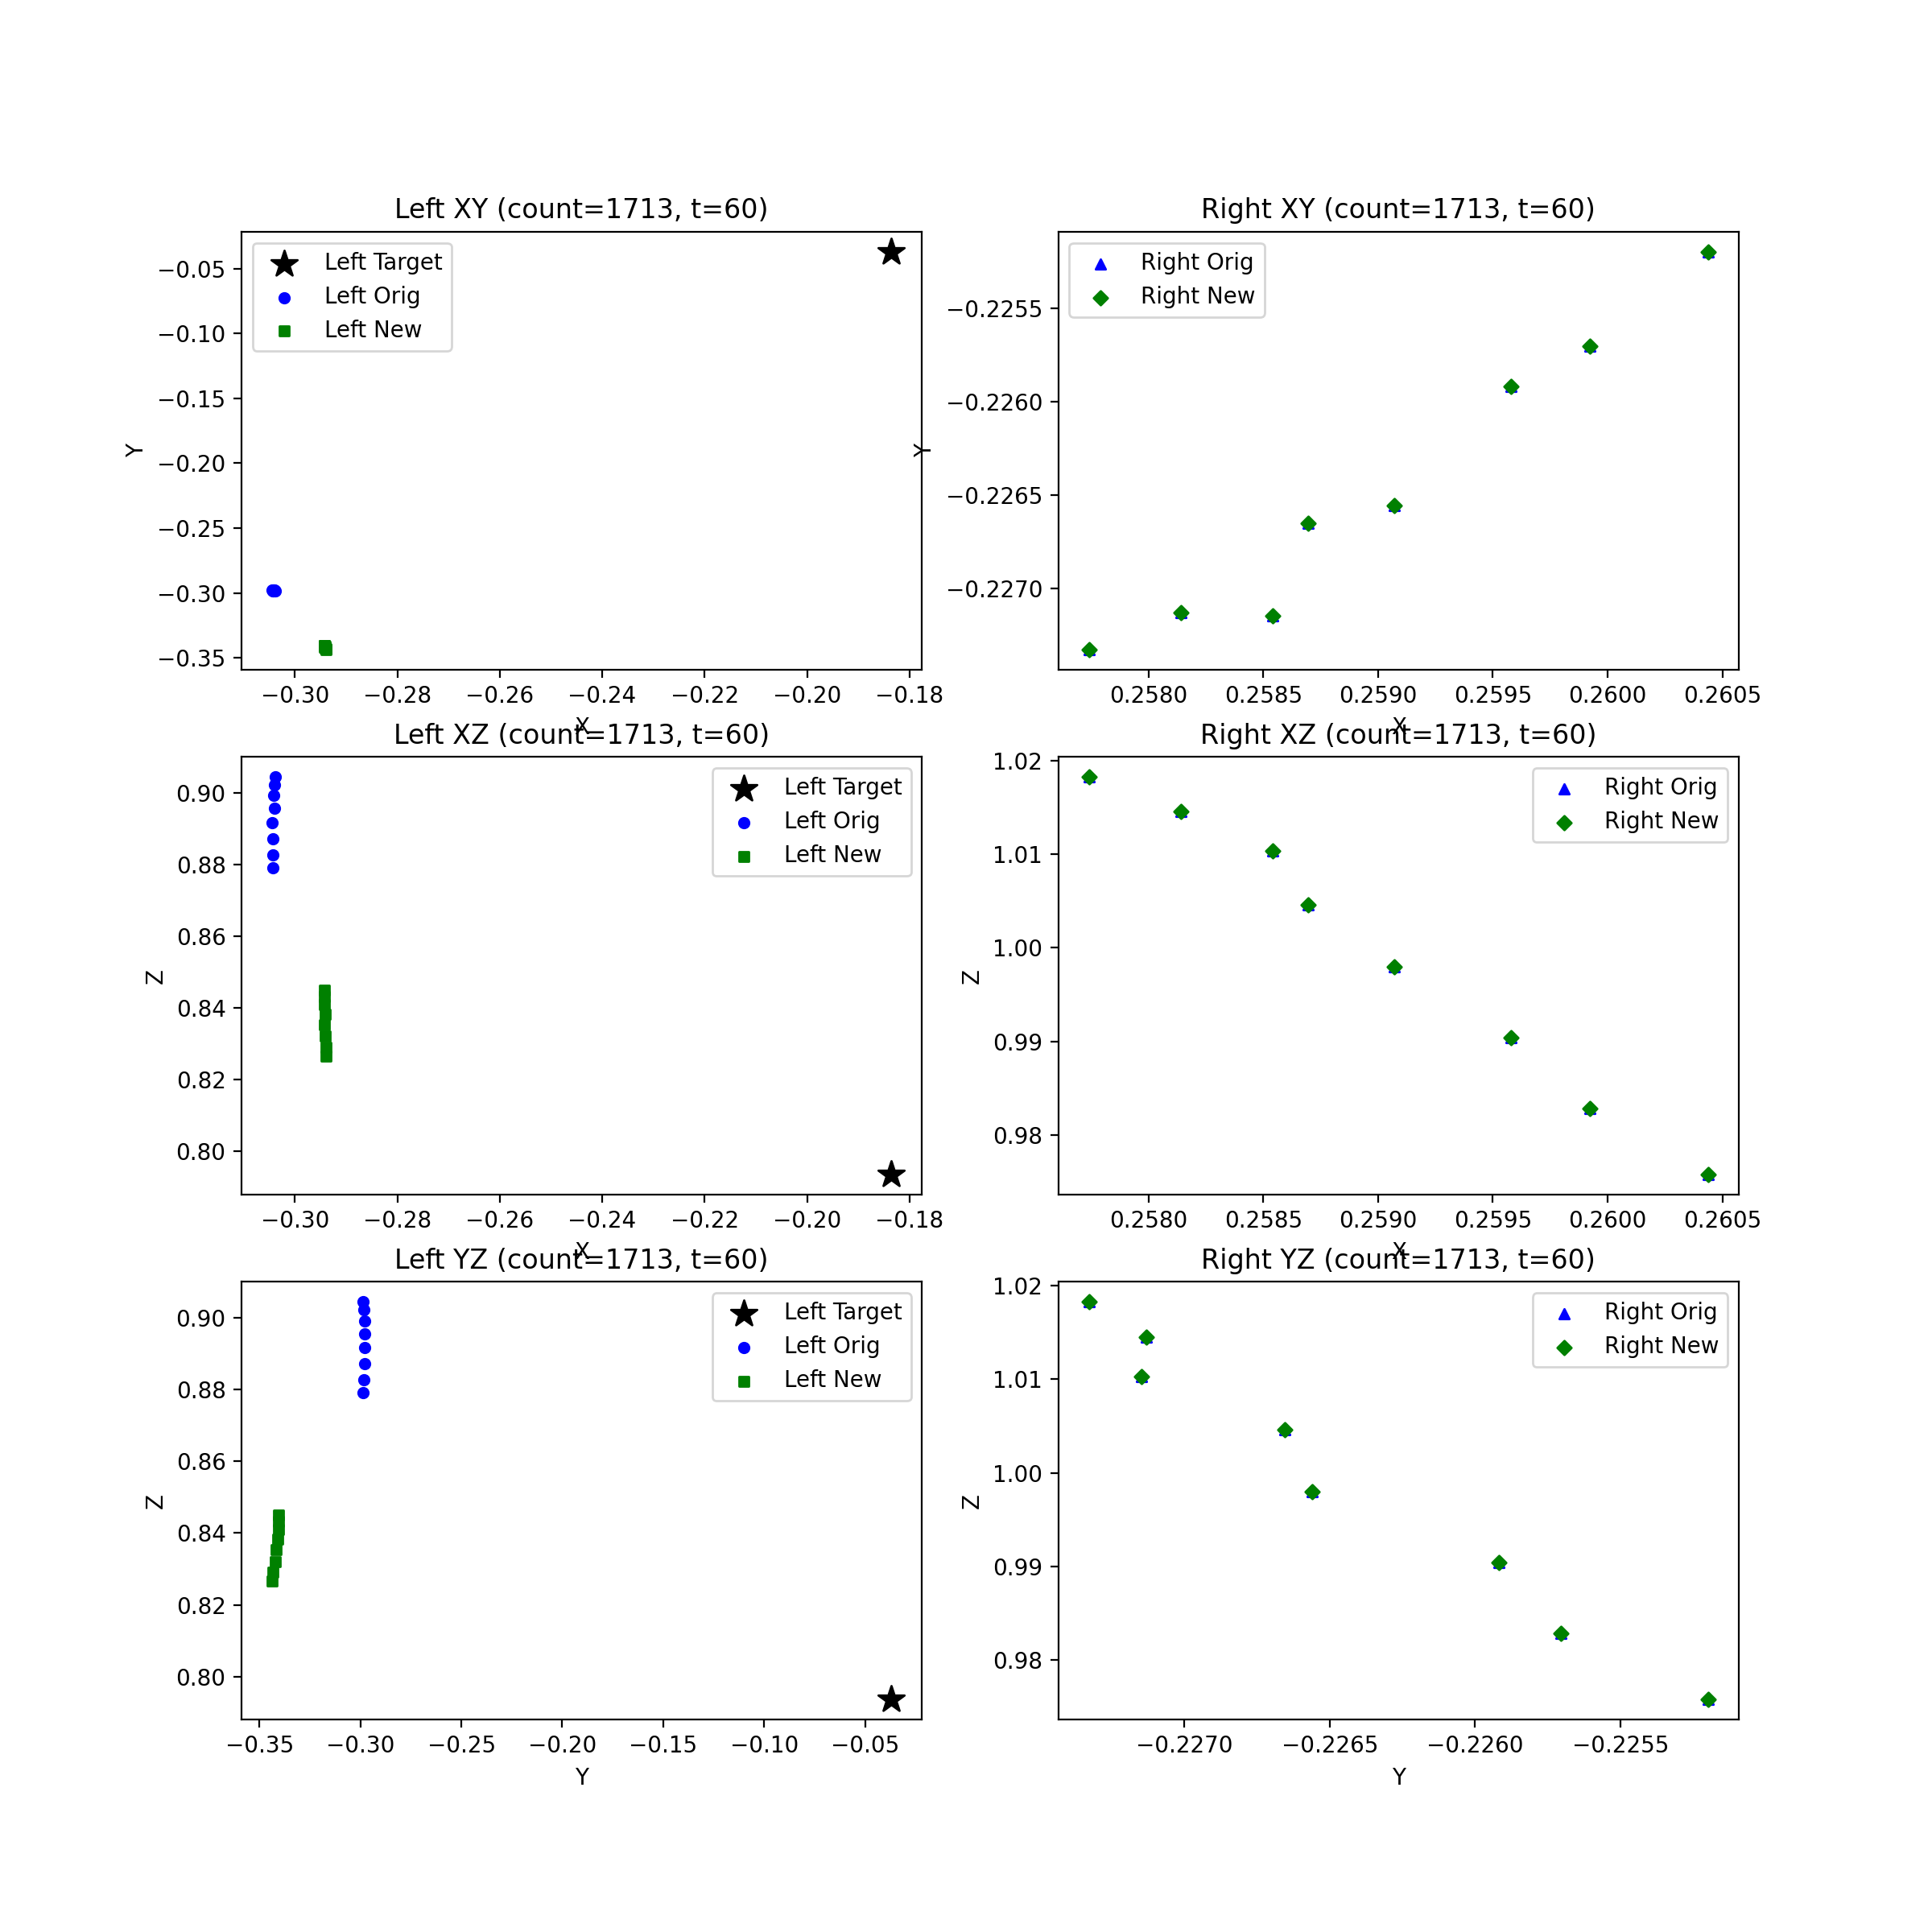 Left XY (count=1713, t=60)
Left Target
Left Orig
Left New
−0.05
−0.10
−0.15
−0.20
−0.25
−0.30
−0.35
Y
−0.30
−0.28
−0.26
−0.24
−0.22
−0.20
−0.18
X
Right XY (count=1713, t=60)
Right Orig
Right New
−0.2255
−0.2260
−0.2265
−0.2270
Y
0.2580
0.2585
0.2590
0.2595
0.2600
0.2605
X
Left XZ (count=1713, t=60)
Left Target
Left Orig
Left New
0.90
0.88
0.86
0.84
0.82
0.80
Z
−0.30
−0.28
−0.26
−0.24
−0.22
−0.20
−0.18
X
Right XZ (count=1713, t=60)
Right Orig
Right New
1.02
1.01
1.00
0.99
0.98
Z
0.2580
0.2585
0.2590
0.2595
0.2600
0.2605
X
Left YZ (count=1713, t=60)
Left Target
Left Orig
Left New
0.90
0.88
0.86
0.84
0.82
0.80
Z
−0.35
−0.30
−0.25
−0.20
−0.15
−0.10
−0.05
Y
Right YZ (count=1713, t=60)
Right Orig
Right New
1.02
1.01
1.00
0.99
0.98
Z
−0.2270
−0.2265
−0.2260
−0.2255
Y